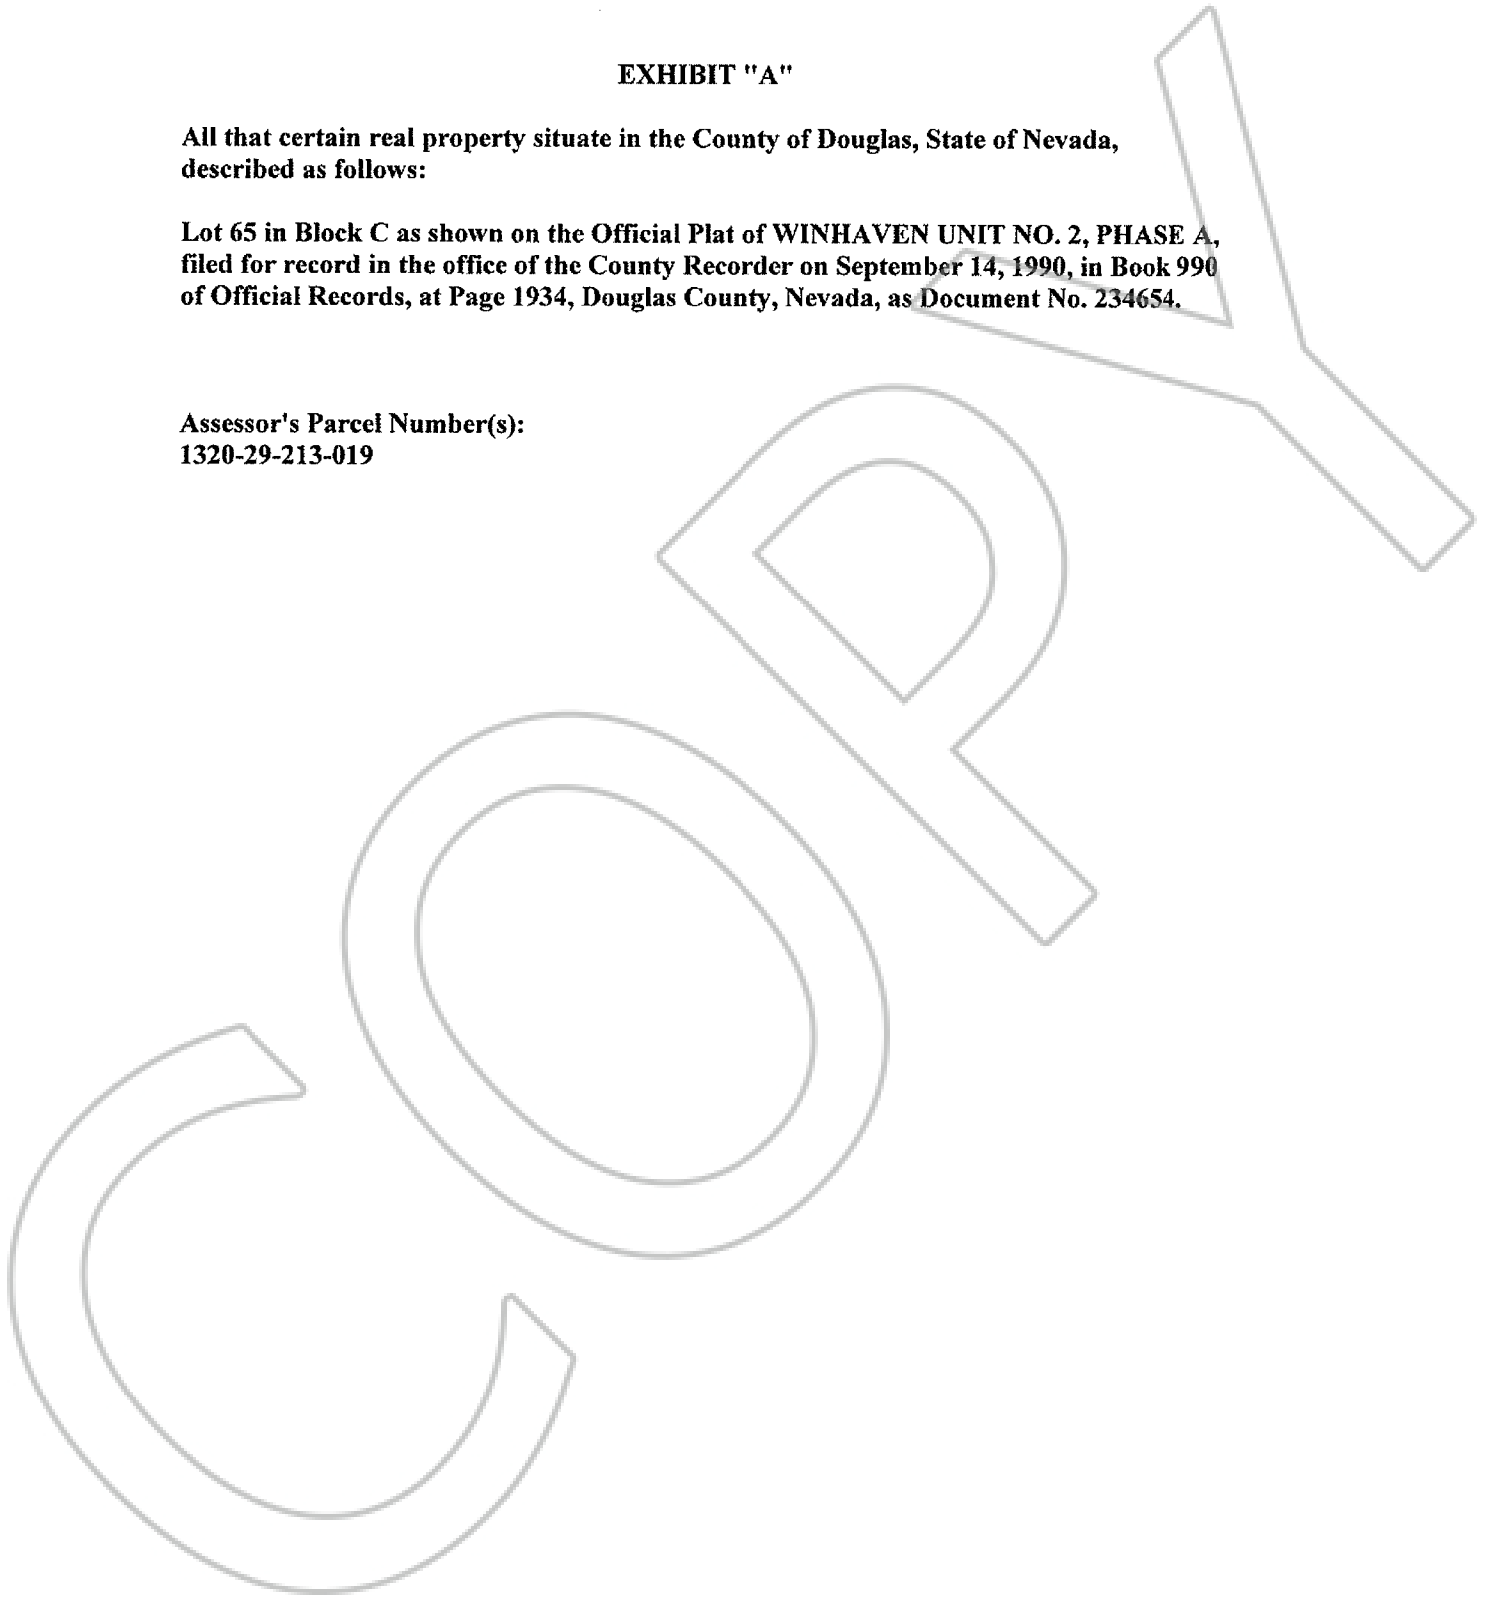 EXHIBIT "A"
All that certain real property situate in the County of Douglas, State of Nevada,
described as follows:
Lot 65 in Block C as shown on the Official Plat of WINHAVEN UNIT NO. 2, PHASE A,
filed for record in the office of the County Recorder on September 14, 1990, in Book 990
of Official Records, at Page 1934, Douglas County, Nevada, as Document No. 234654.
Assessor's Parcel Number(s):
1320-29-213-019
COPY